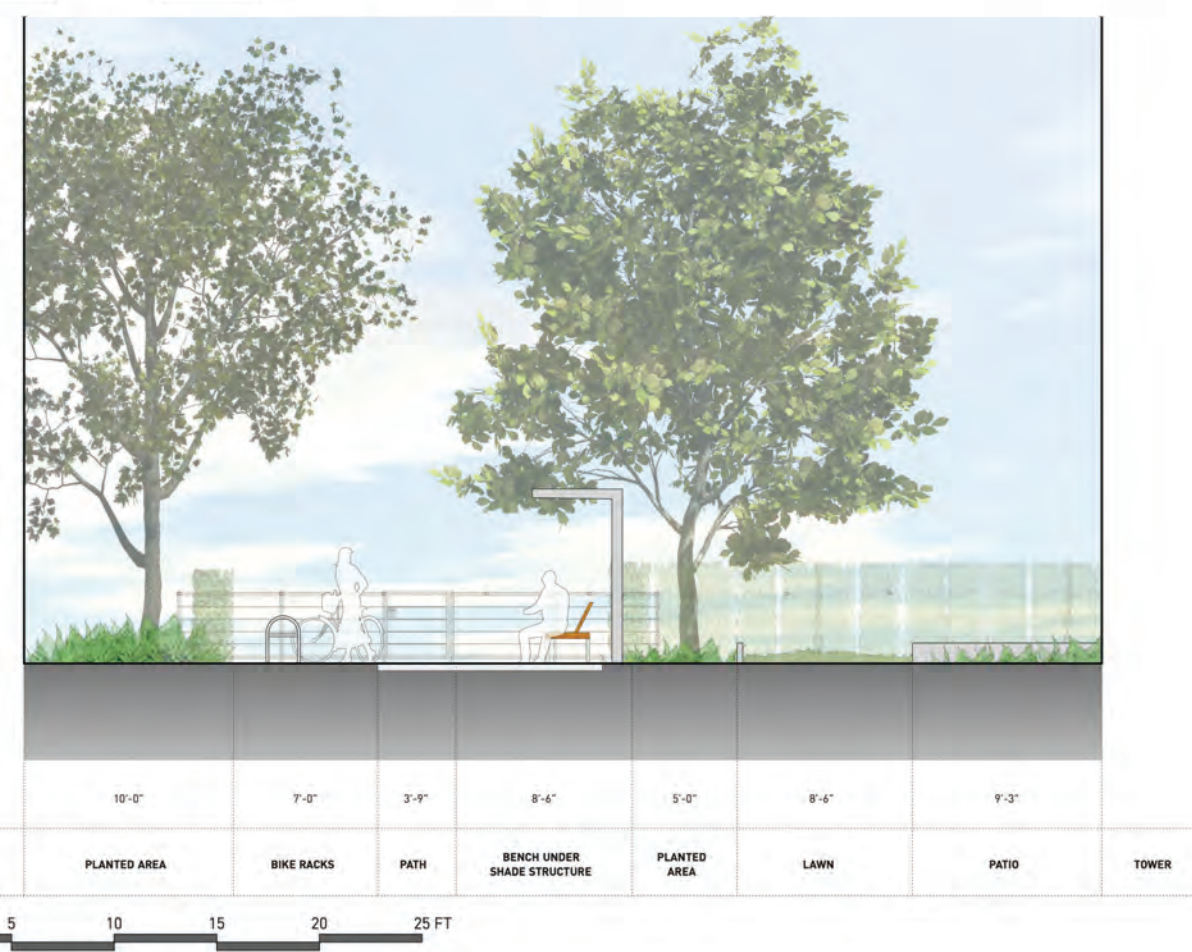 10'-0"
7'-0"
3'-9"
8'-6"
5'-0"
8'-6"
9'-3"
PLANTED AREA
BIKE RACKS
PATH
BENCH UNDER
SHADE STRUCTURE
PLANTED
AREA
LAWN
PATIO
TOWER
5 10 15 20 25 FT